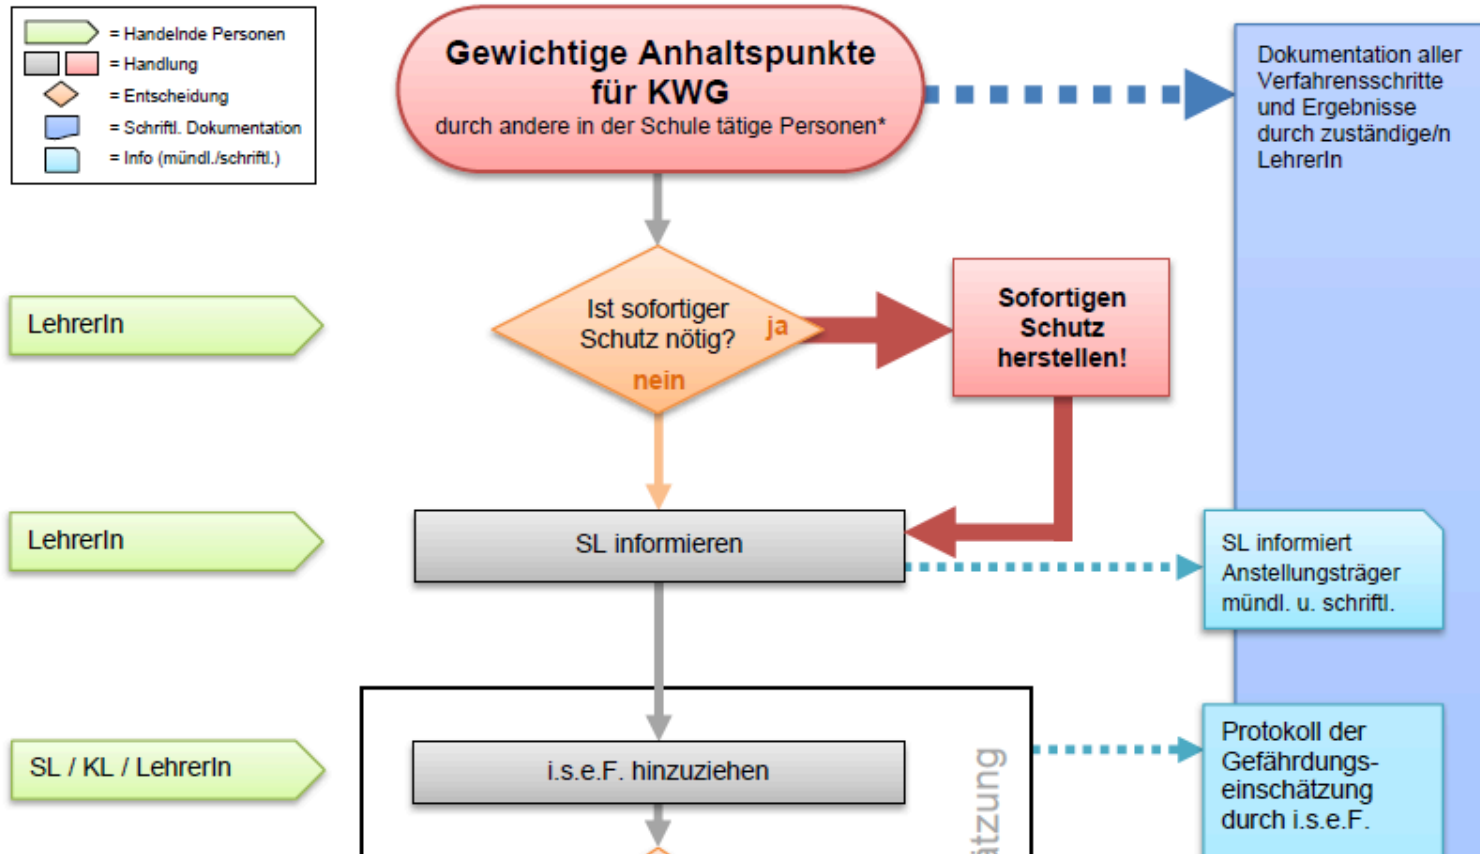 = Handelnde Personen
= Handlung
= Entscheidung
= Schriftl. Dokumentation
= Info (mündl./schriftl.)
Gewichtige Anhaltspunkte
für KWG
durch andere in der Schule tätige Personen*
Dokumentation aller
Verfahrensschritte
und Ergebnisse
durch zuständige/n
LehrerIn
LehrerIn
Ist sofortiger
Schutz nötig?
ja
nein
Sofortigen
Schutz
herstellen!
LehrerIn
SL informieren
SL informiert
Anstellungsträger
mündl. u. schriftl.
SL / KL / LehrerIn
i.s.e.F. hinzuziehen
Protokoll der
Gefährdungs-
einschätzung
durch i.s.e.F.